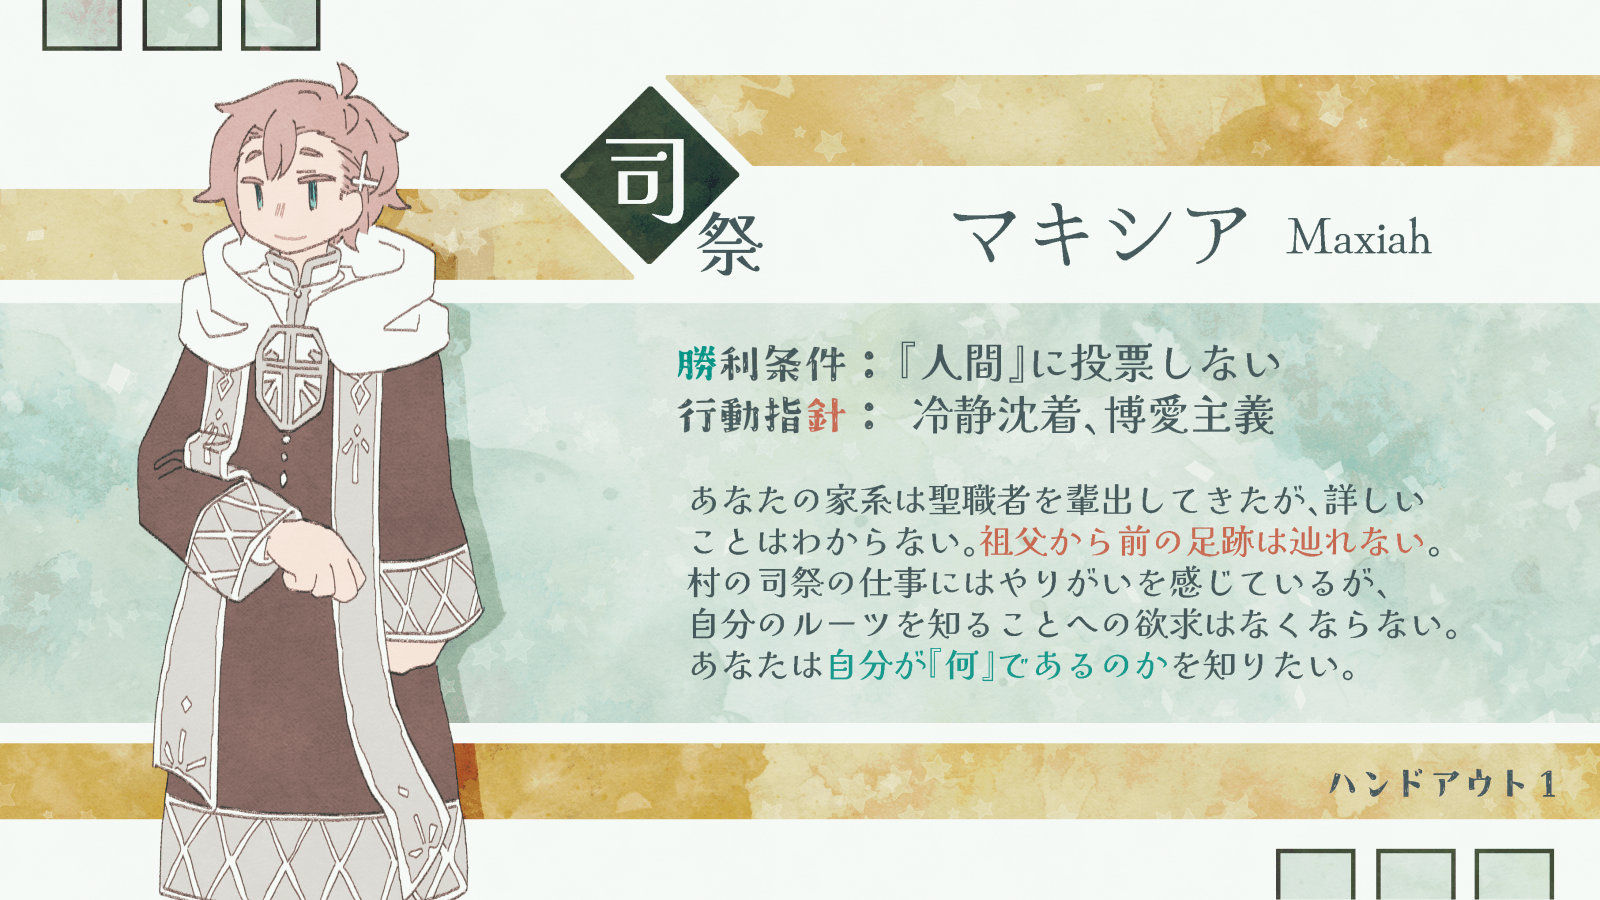 司祭
マキシア Maxiah
勝利条件：『人間』に投票しない
行動指針： 冷静沈着、博愛主義
あなたの家系は聖職者を輩出してきたが、詳しい
ことはわからない。祖父から前の足跡は辿れない。
村の司祭の仕事にはやりがいを感じているが、
自分のルーツを知ることへの欲求はなくならない。
あなたは自分が『何』であるのかを知りたい。
ハンドアウト1